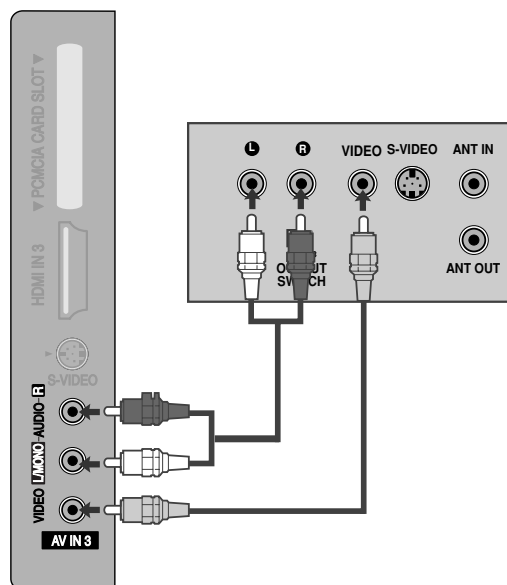 ▼ PCMCIA CARD SLOT ▼
HDMI IN 3
S-VIDEO
VIDEO L/MONO-AUDIO-R
AV IN 3
L R VIDEO S-VIDEO ANT IN
ANT OUT
SWITCH